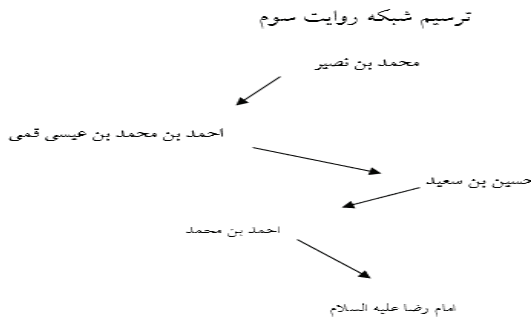 ترسیم شبکه روایت سوم
محمد بن نصیر
احمد بن محمد بن عیسی قمی
حسین بن سعید
احمد بن محمد
امام رضا علیه السلام